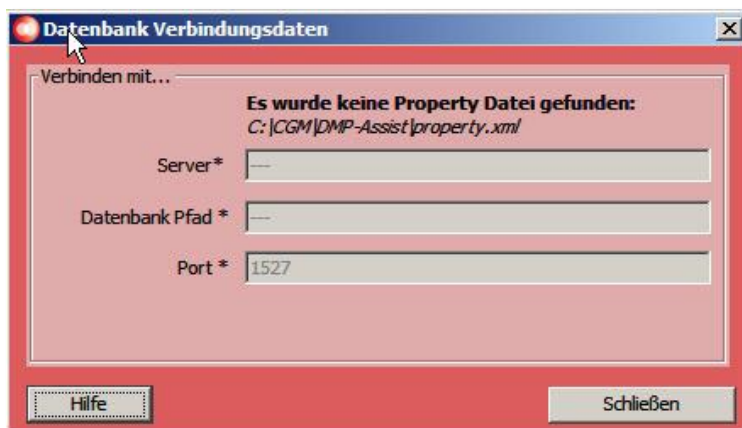 Datenbank Verbindungsdaten
Verbinden mit...
Es wurde keine Property Datei gefunden:
C:\CGM\DMP-Assist\property.xml
Server* ---
Datenbank Pfad * ---
Port * 1527
Hilfe Schließen